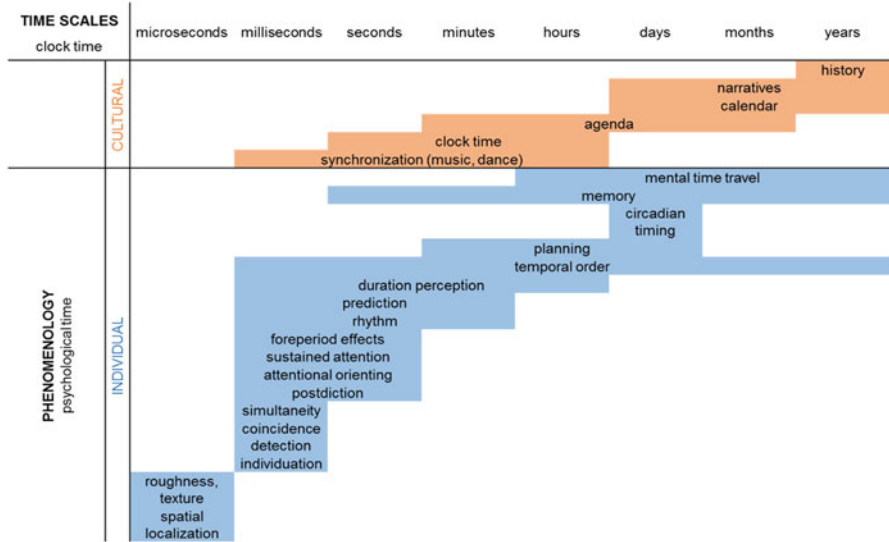 TIME SCALES
clock time
microseconds milliseconds seconds minutes hours days months years
CULTURAL
history
narratives
calendar
agenda
clock time
synchronization (music, dance)
PHENOMENOLOGY
psychological time
INDIVIDUAL
mental time travel
memory
circadian
timing
planning
temporal order
duration perception
prediction
rhythm
foreperiod effects
sustained attention
attentional orienting
postdiction
simultaneity
coincidence
detection
individuation
roughness,
texture
spatial
localization